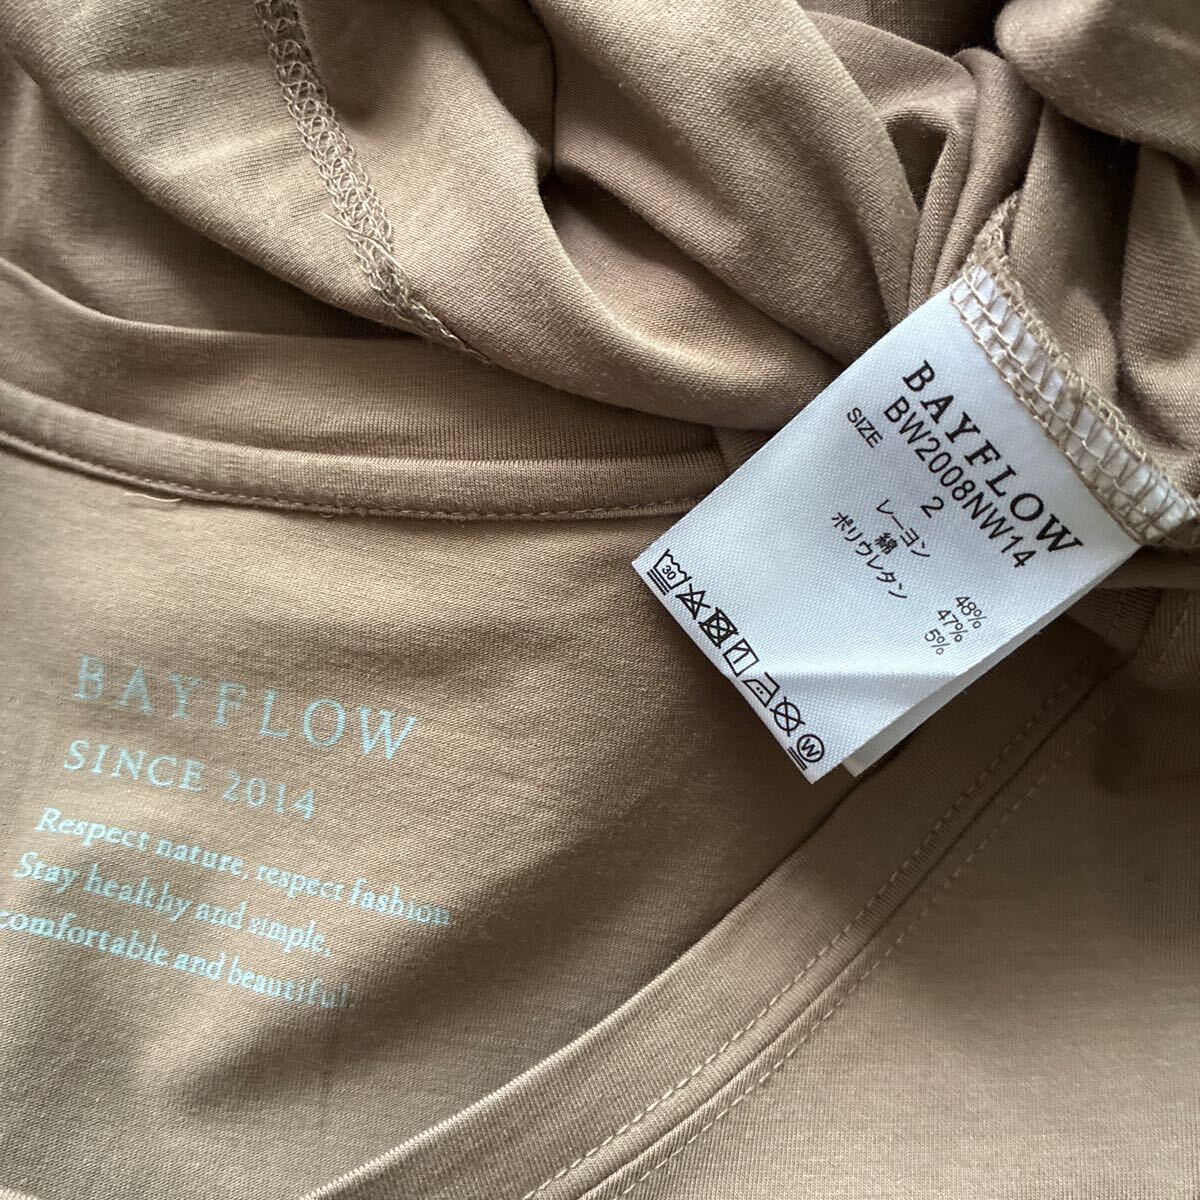 BAYFLOW
BW2008NW14
SIZE 2
レーヨン 48%
綿 47%
ポリウレタン 5%
30
W
BAYFLOW
SINCE 2014
Respect nature, respect fashion
Stay healthy and simple,
comfortable and beautiful